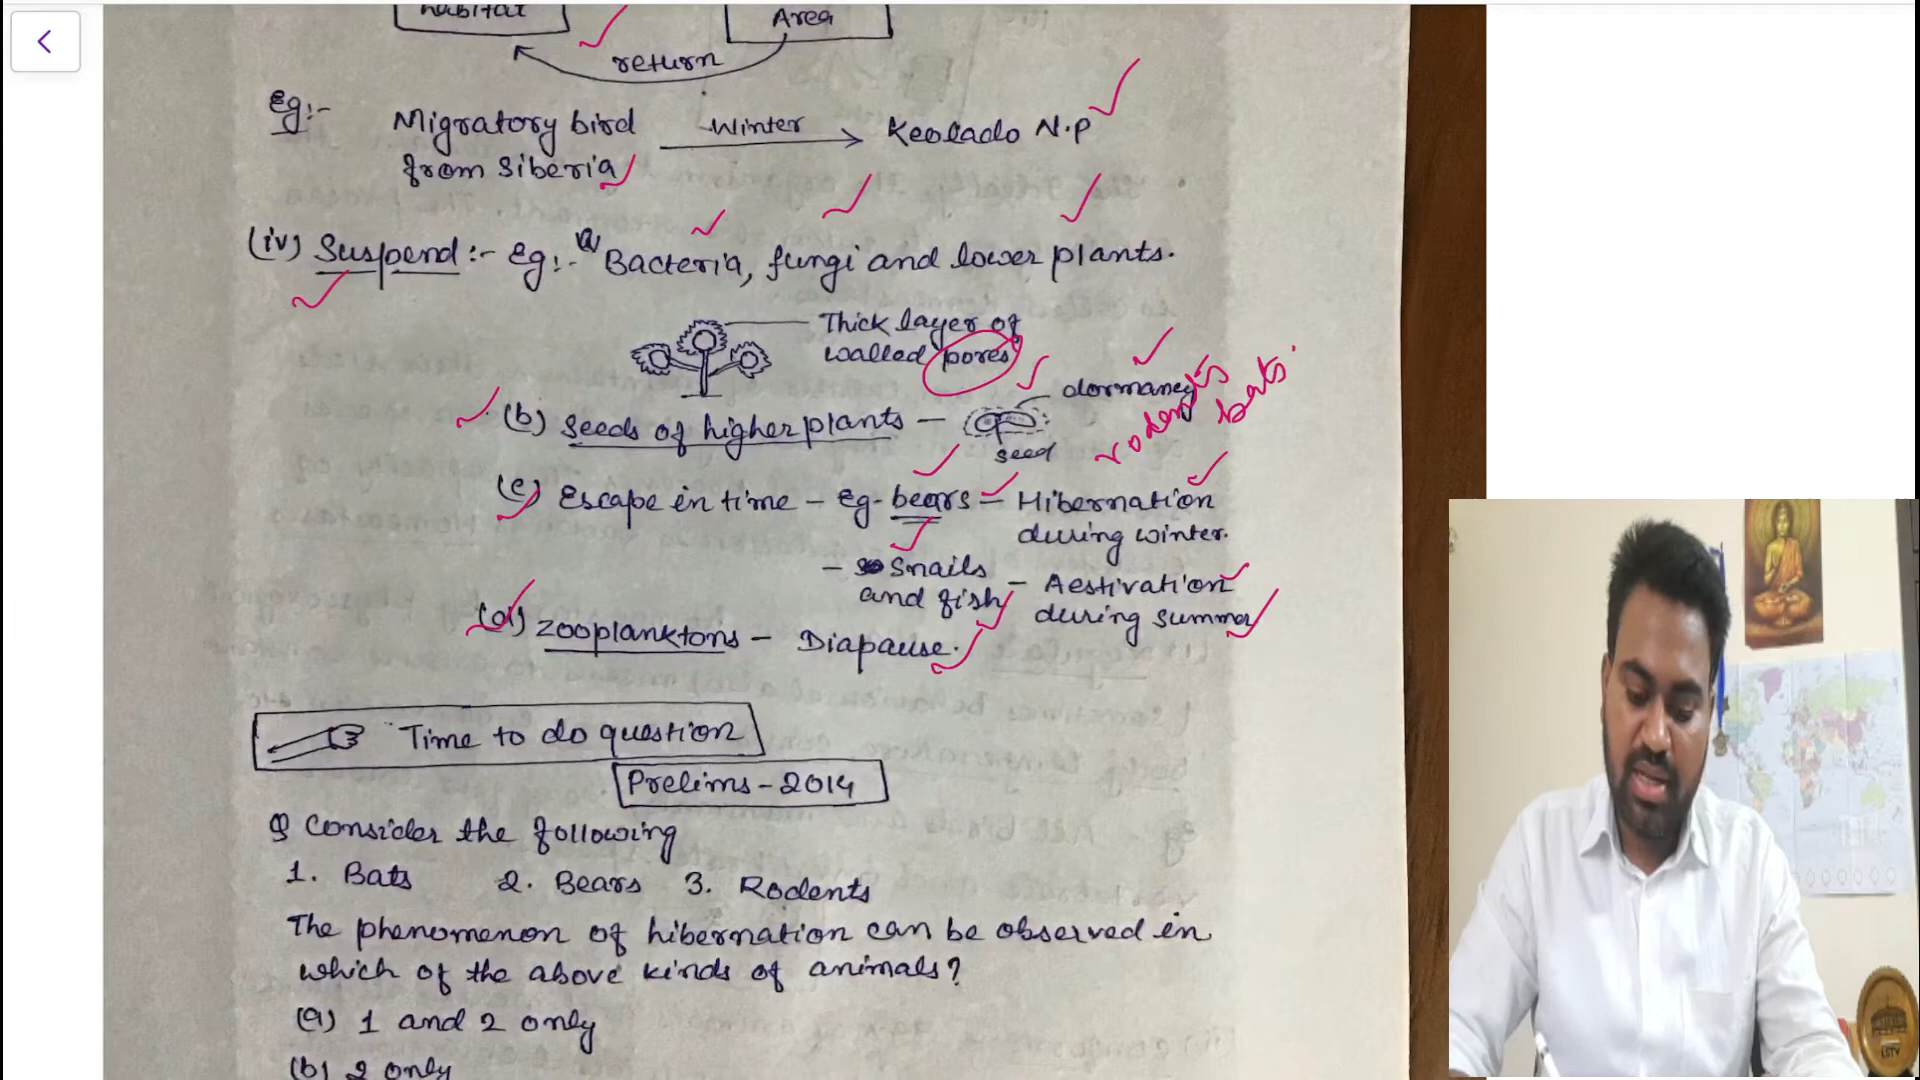 habitat
Area
return
Eg:-
Migratory bird from Siberia
Winter
Keolado N.P
(iv) Suspend :- Eg:- (a) Bacteria, fungi and lower plants.
Thick layer of
walled pores
dormancy
rodents
bats.
(b) Seeds of higher plants -
seed
(c) Escape in time - Eg- bears - Hibernation
during winter.
- Snails and fish - Aestivation
during summer
(d) Zooplanktons - Diapause.
Time to do question
Prelims - 2014
Q Consider the following
1. Bats 2. Bears 3. Rodents
The phenomenon of hibernation can be observed in
which of the above kinds of animals?
(a) 1 and 2 only
(b) 2 only
LSTV